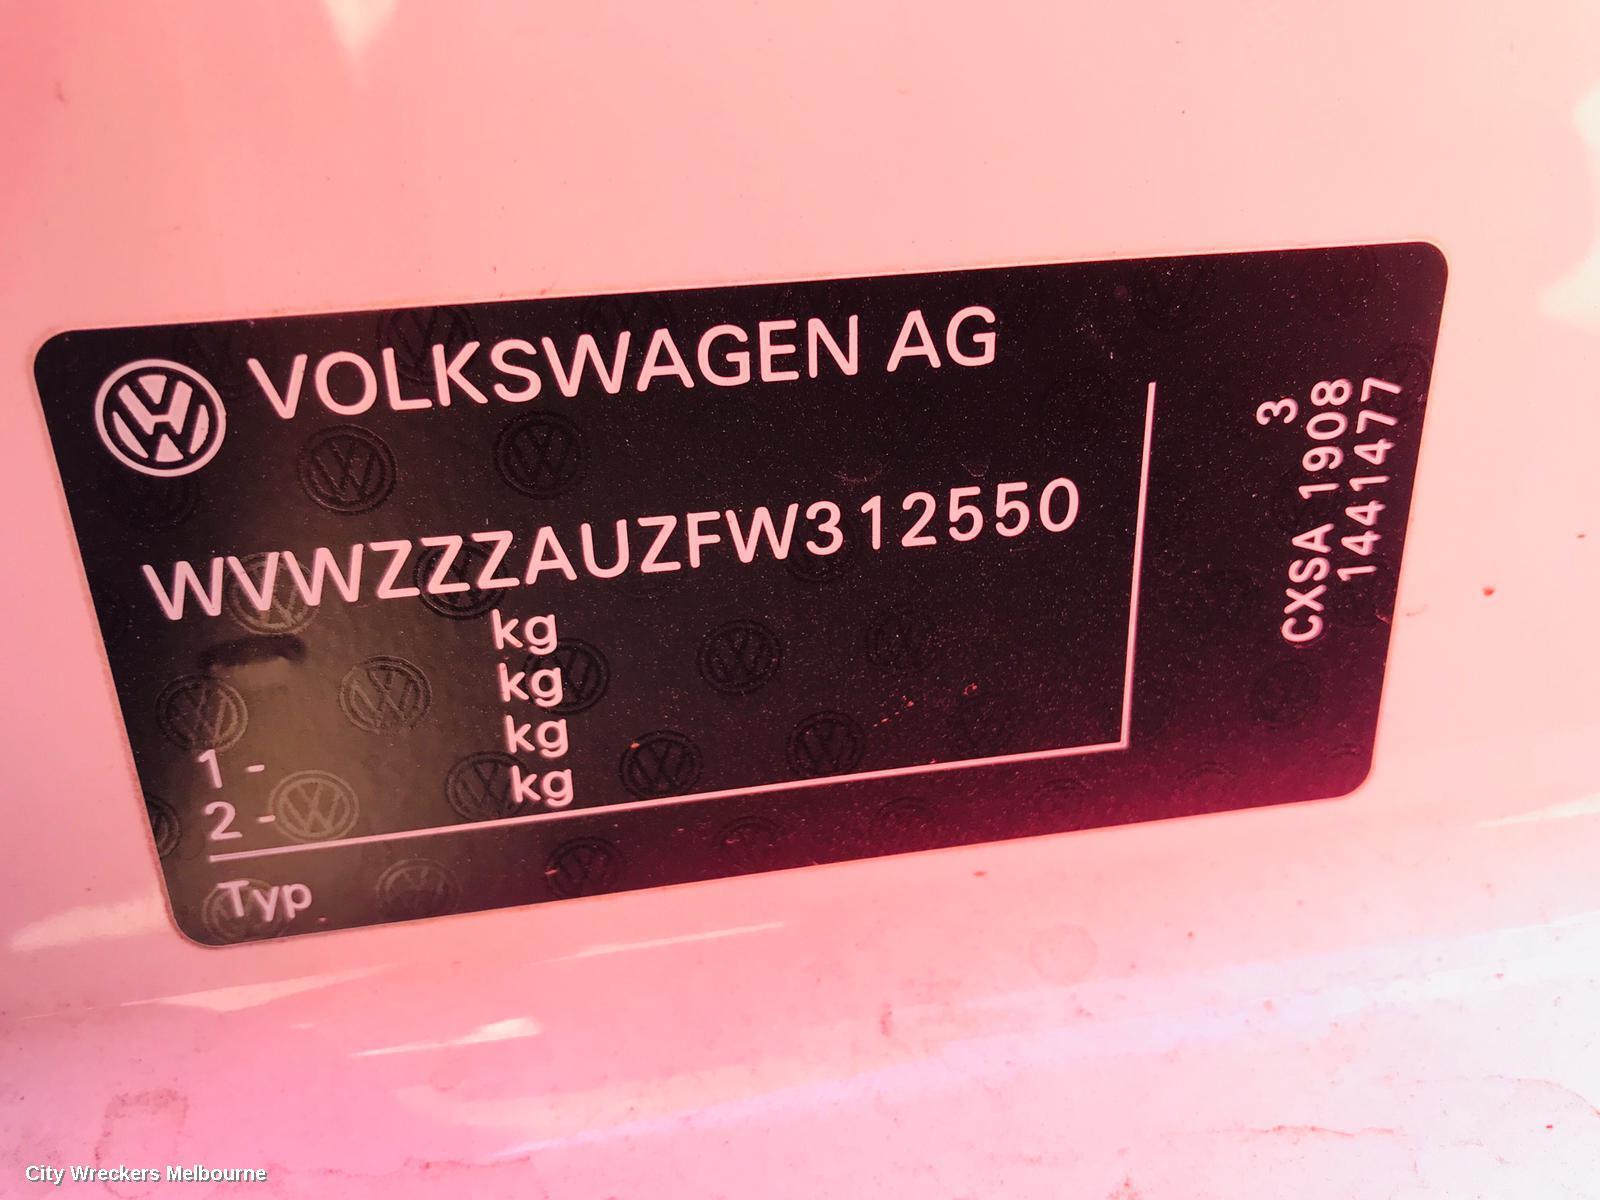 VOLKSWAGEN AG
WVWZZZAUZFW312550
kg
kg
1 - kg
2 - kg
Typ
3
CXSA 1908
1441477
City Wreckers Melbourne